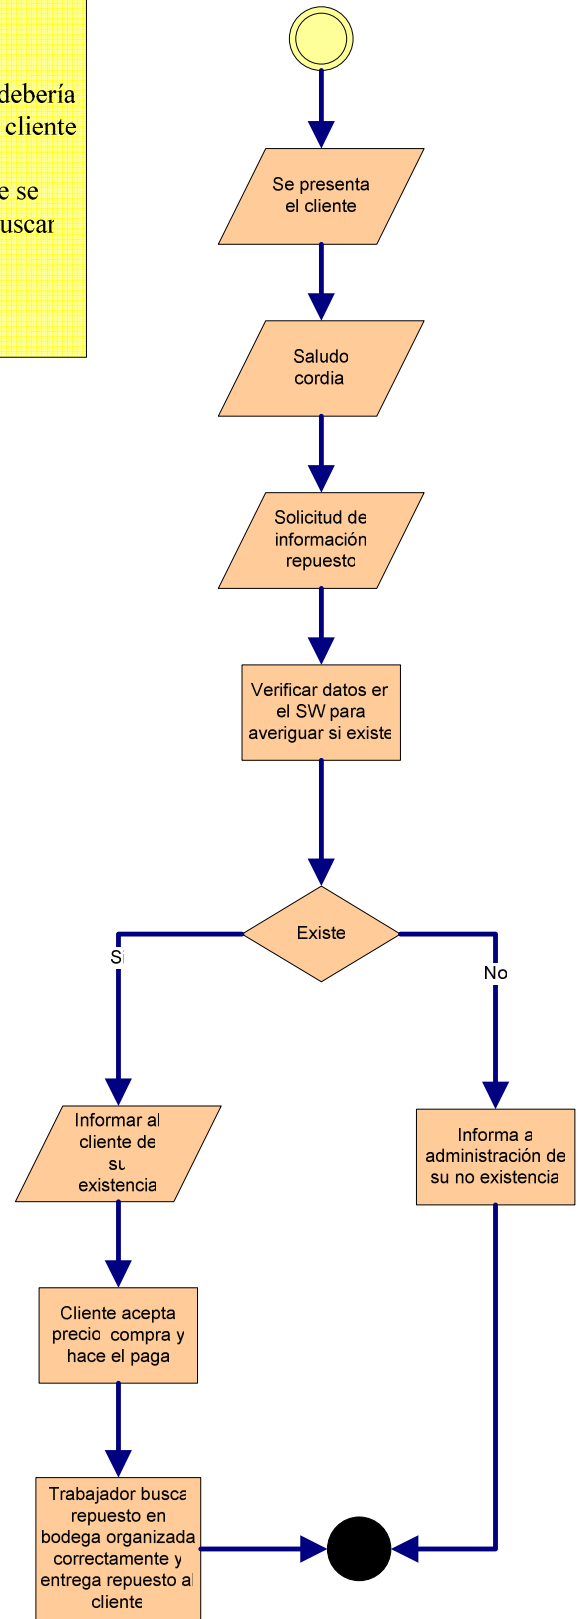 debería
cliente
e se
uscar
Se presenta
el cliente
Saludo
cordia
Solicitud de
información
repuesto
Verificar datos en
el SW para
averiguar si existe
Existe
Si
No
Informar al
cliente de
su
existencia
Informa a
administración de
su no existencia
Cliente acepta
precio compra y
hace el paga
Trabajador busca
repuesto en
bodega organizada
correctamente y
entrega repuesto al
cliente